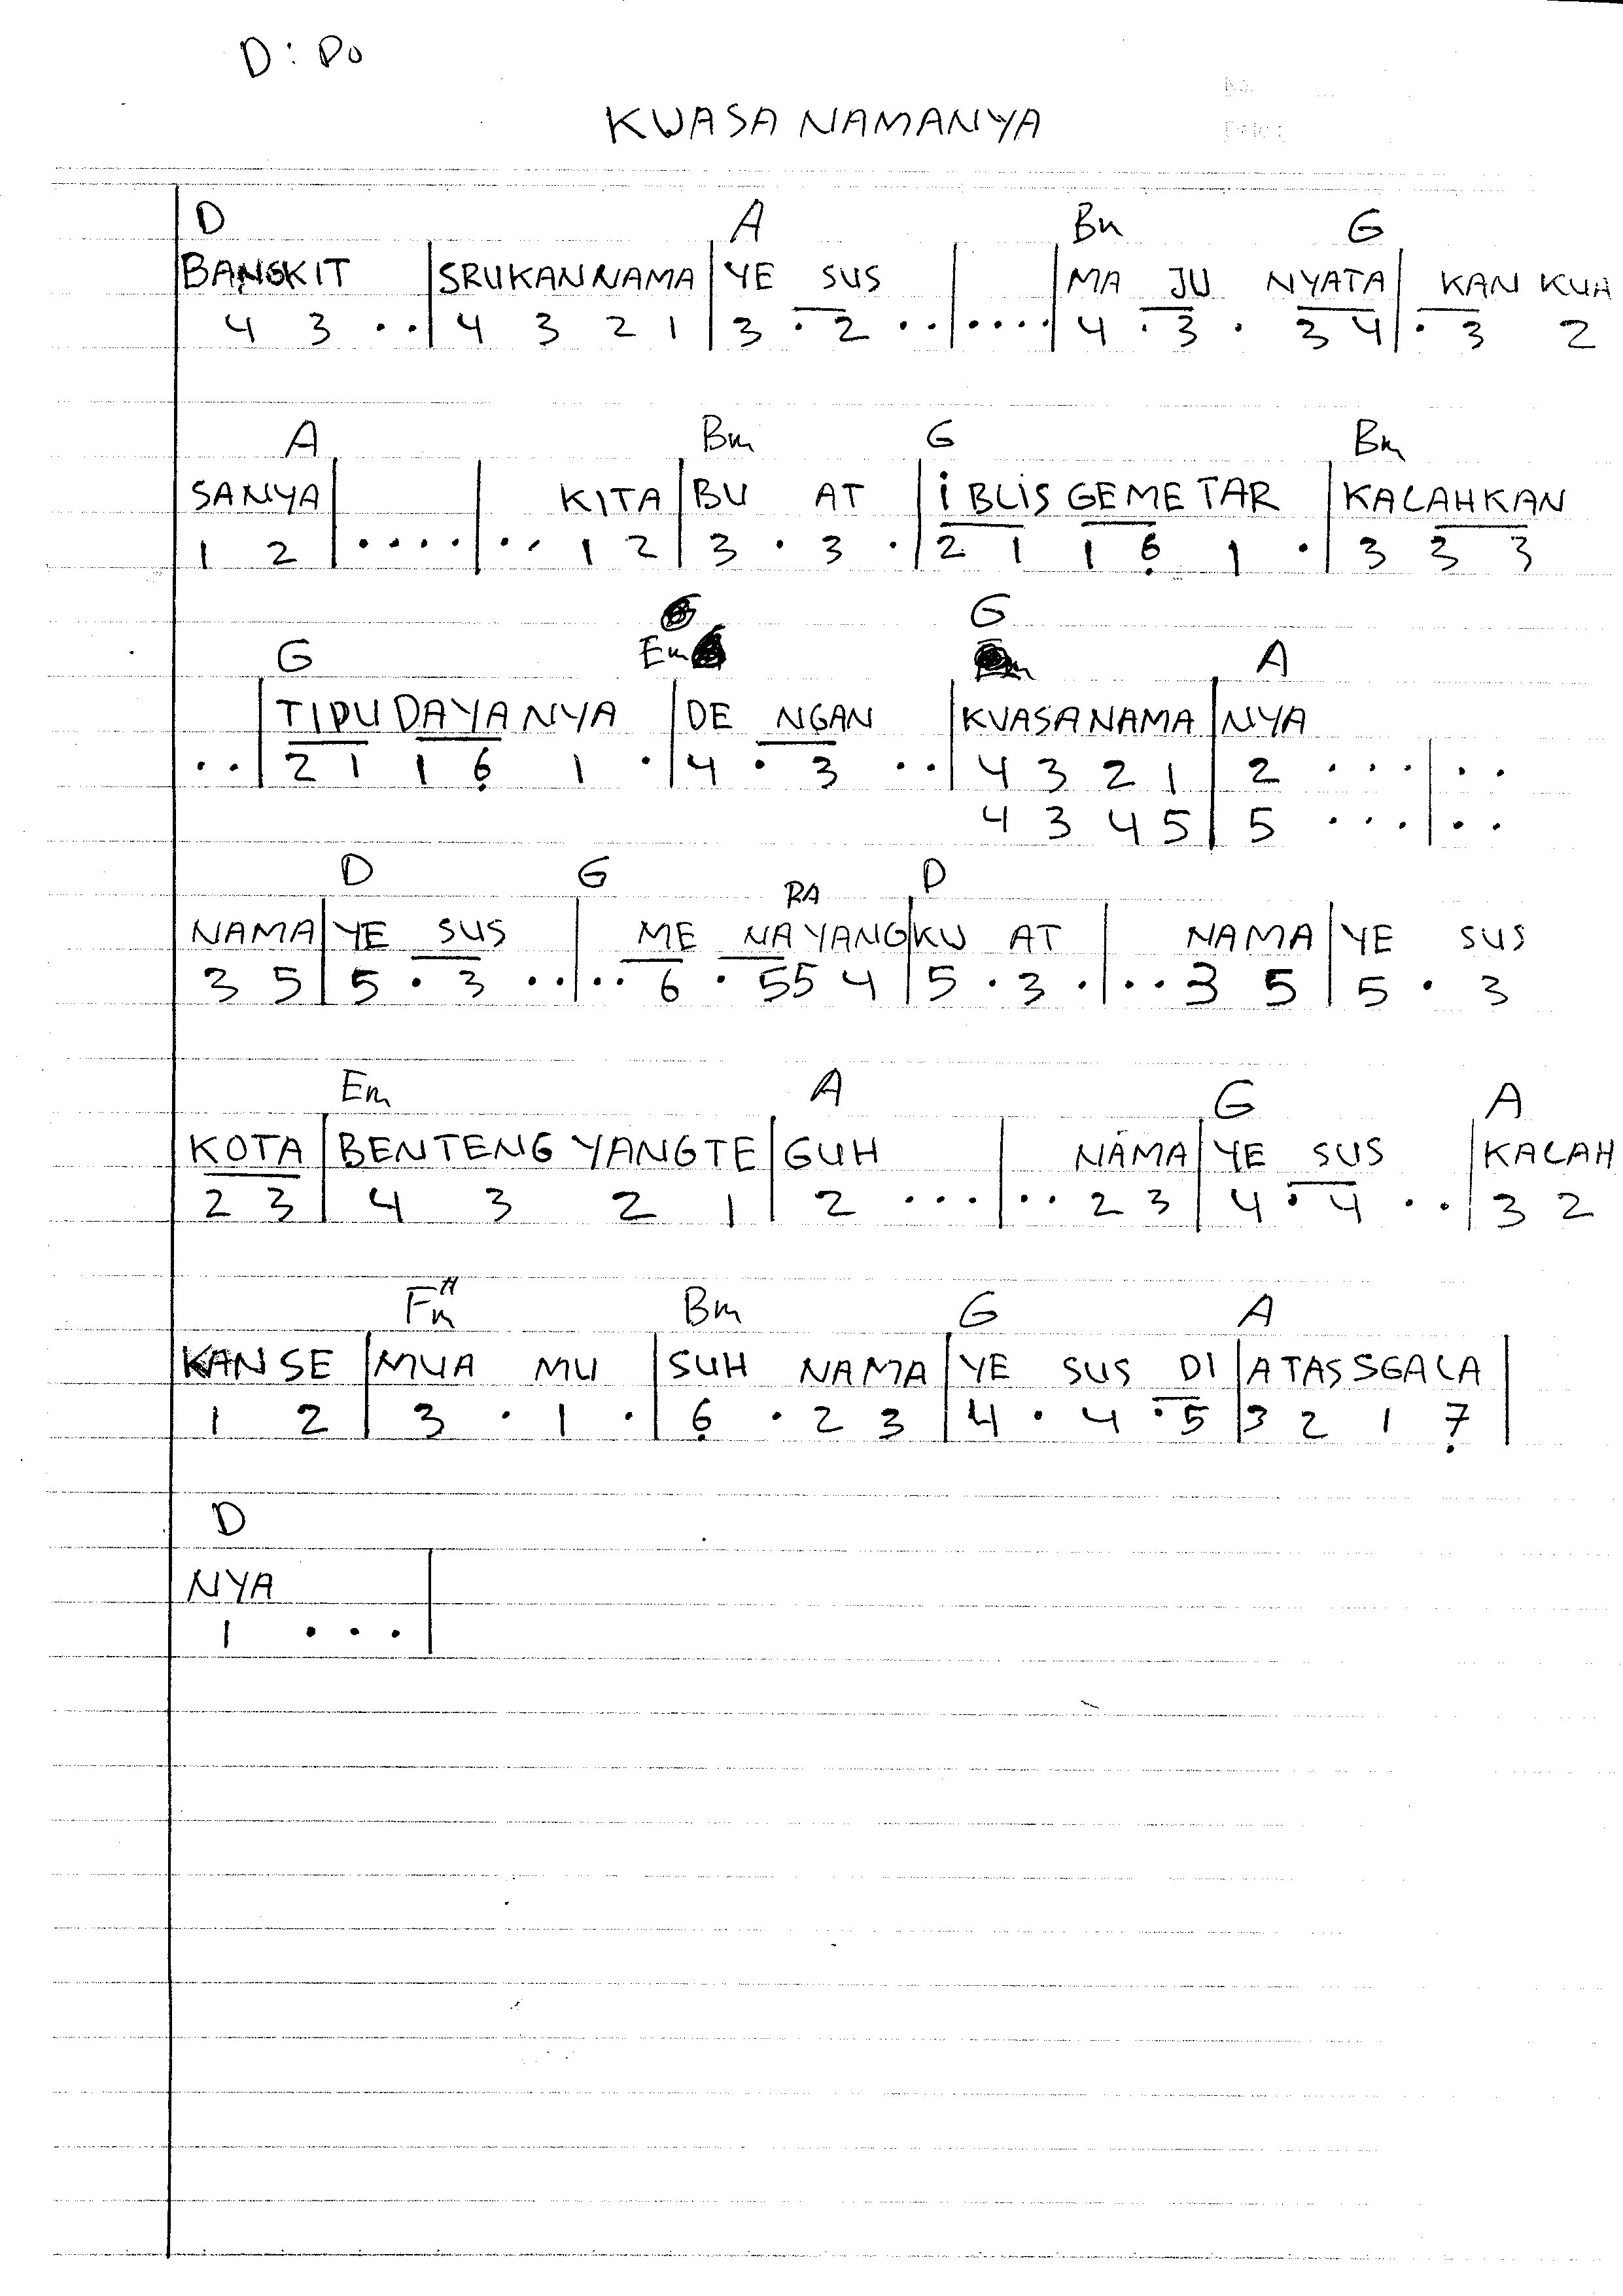 D : Do
KUASA NAMANYA
D A Bm G
BANGKIT | SRUKAN NAMA | YE SUS | | MA JU NYATA | KAN KUA
4 3 . . | 4 3 2 1 | 3 . 2 . . | . . . . | 4 . 3 . 3 4 | . 3 2
A Bm G Bm
SANYA | | KITA | BU AT | iBLiS GEMETAR | KALAHKAN
1 2 | . . . . | . . 1 2 | 3 . 3 . | 2 1 1 6̣ 1 . | 3 3 3
G
G Em A
| TIPU DAYA NYA | DE NGAN | KUASA NAMA | NYA
. . | 2 1 1 6̣ 1 . | 4 . 3 . . | 4 3 2 1 | 2 . . . | . .
4 3 4 5 | 5 . . . | . .
D G RA D
NAMA | YE SUS | ME NA YANG | KU AT | NAMA | YE SUS
3 5 | 5 . 3 . . | . . 6 . 5 5 4 | 5 . 3 . | . . 3 5 | 5 . 3
Em A G A
KOTA | BENTENG YANG TE | GUH | NAMA | YE SUS | KALAH
2 3 | 4 3 2 1 | 2 . . . | . . 2 3 | 4 . 4 . . | 3 2
F#m Bm G A
KAN SE | MUA MU | SUH NAMA | YE SUS DI | ATAS SGALA |
1 2 | 3 . 1 . | 6̣ . 2 3 | 4 . 4 . 5 | 3 2 1 7̣ |
D
NYA |
1 . . . |